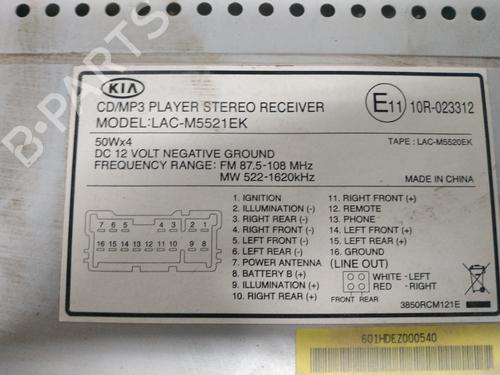 KIA
CD/MP3 PLAYER STEREO RECEIVER
MODEL:LAC-M5521EK
E11 10R-023312
50Wx4
TAPE : LAC-M5520EK
DC 12 VOLT NEGATIVE GROUND
FREQUENCY RANGE: FM 87.5-108 MHz
MW 522-1620kHz
MADE IN CHINA
7 6 5 4 3 2 1
16 15 14 13 12 11 10 9 8
1. IGNITION
2. ILLUMINATION (-)
3. RIGHT REAR (-)
4. RIGHT FRONT (-)
5. LEFT FRONT (-)
6. LEFT REAR (-)
7. POWER ANTENNA
8. BATTERY B (+)
9. ILLUMINATION (+)
10. RIGHT REAR (+)
11. RIGHT FRONT (+)
12. REMOTE
13. PHONE
14. LEFT FRONT (+)
15. LEFT REAR (+)
16. GROUND
(LINE OUT)
WHITE - LEFT
RED - RIGHT
FRONT REAR
3850RCM121E
601HDEZ000540
B-PARTS